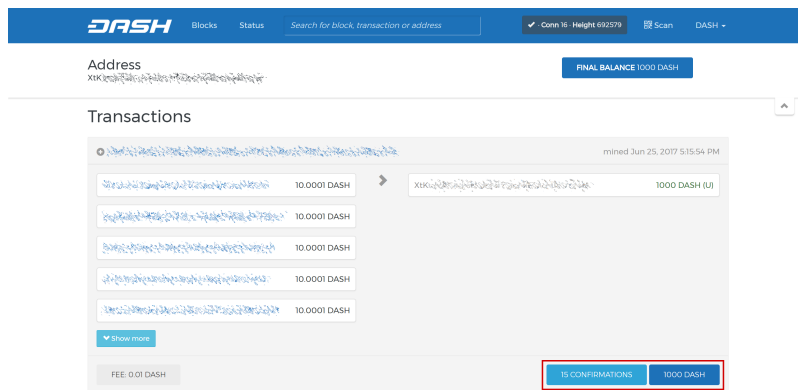 DASH Blocks Status Search for block, transaction or address ✔ · Conn 16 · Height 692579 Scan DASH
Address
FINAL BALANCE 1000 DASH
XtK
Transactions
mined Jun 25, 2017 5:15:54 PM
10.0001 DASH
XtK 1000 DASH (U)
10.0001 DASH
10.0001 DASH
10.0001 DASH
10.0001 DASH
Show more
FEE: 0.01 DASH 15 CONFIRMATIONS 1000 DASH